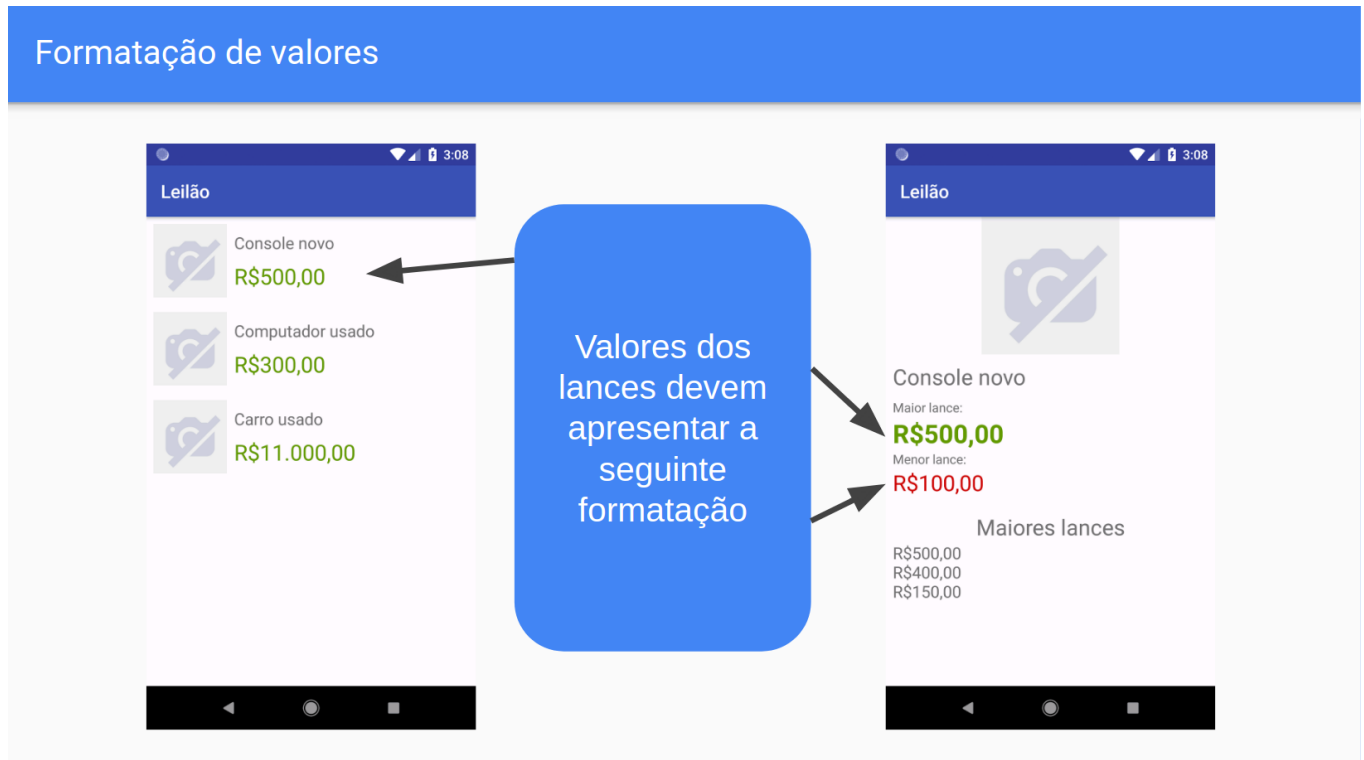 Formatação de valores
3:08
Leilão
Console novo
R$500,00
Computador usado
R$300,00
Carro usado
R$11.000,00
Valores dos
lances devem
apresentar a
seguinte
formatação
3:08
Leilão
Console novo
Maior lance:
R$500,00
Menor lance:
R$100,00
Maiores lances
R$500,00
R$400,00
R$150,00